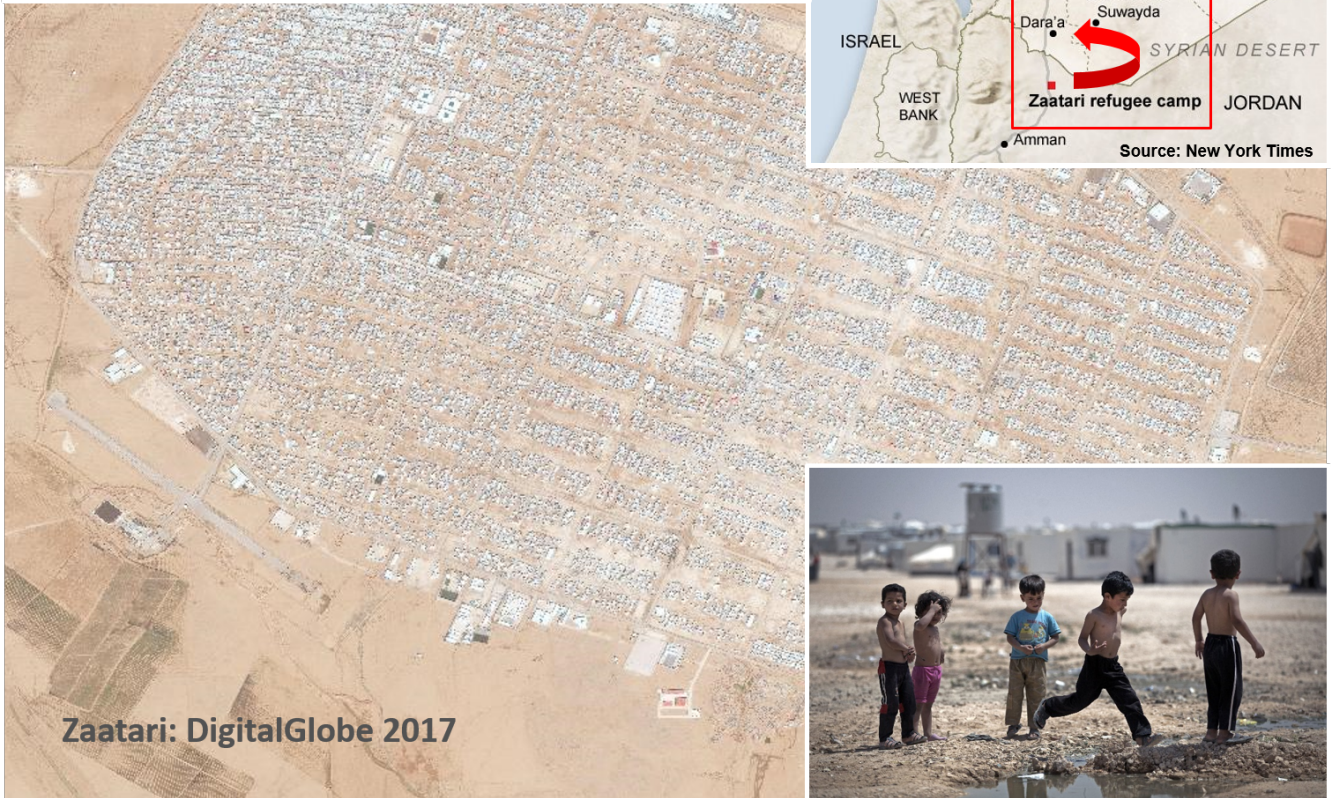 Suwayda
Dara'a
ISRAEL
SYRIAN DESERT
WEST
BANK
Zaatari refugee camp
JORDAN
Amman
Source: New York Times
Zaatari: DigitalGlobe 2017